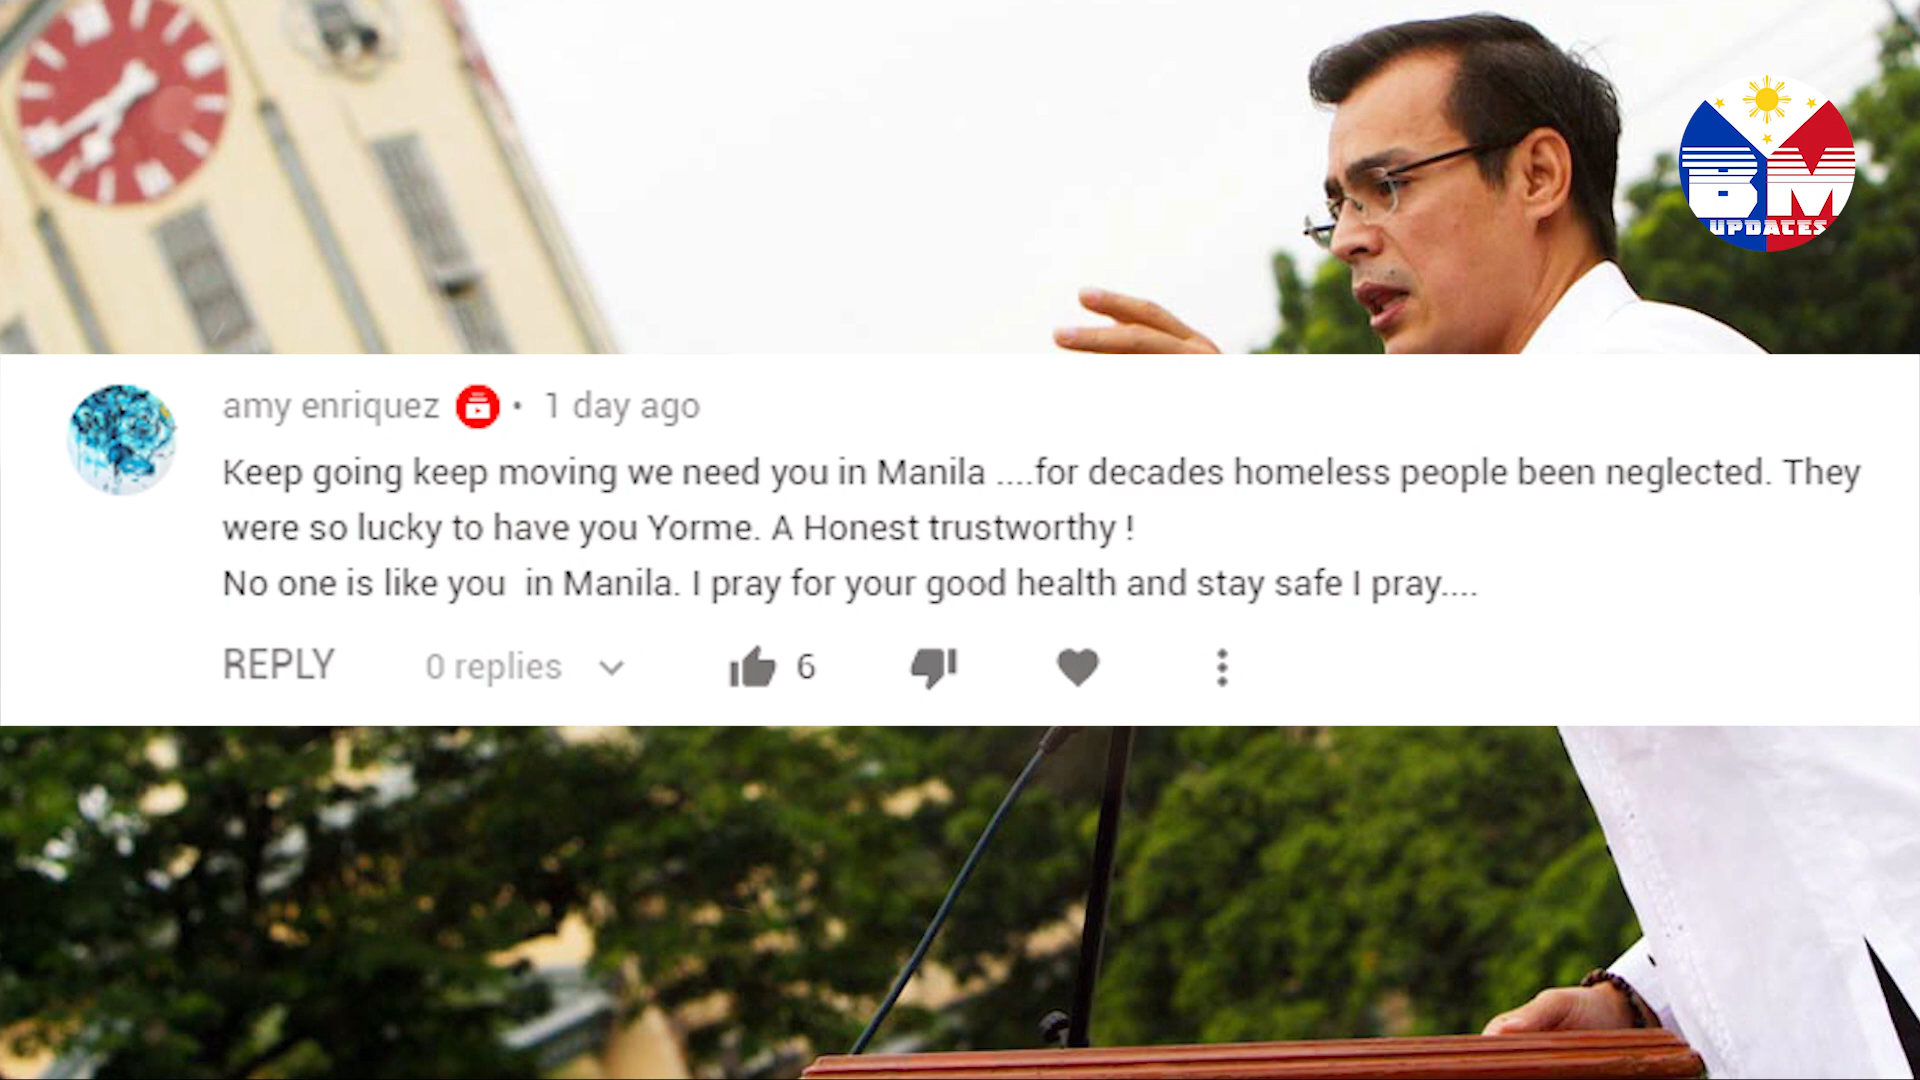 BM
UPDATES
amy enriquez • 1 day ago
Keep going keep moving we need you in Manila ....for decades homeless people been neglected. They
were so lucky to have you Yorme. A Honest trustworthy !
No one is like you  in Manila. I pray for your good health and stay safe I pray....
REPLY 0 replies 6